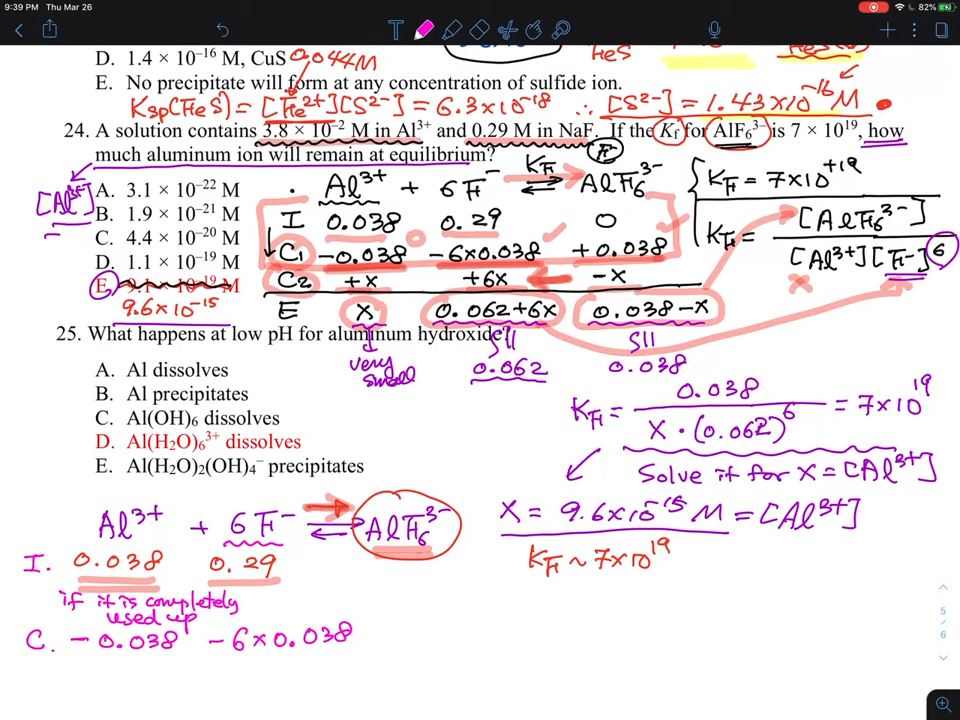 9:39 PM Thu Mar 26
82%
D. 1.4 × 10⁻¹⁶ M, CuS 0.044M FeS
E. No precipitate will form at any concentration of sulfide ion.
Ksp(FeS) = [Fe²⁺][S²⁻] = 6.3×10⁻¹⁸ ∴ [S²⁻] = 1.43×10⁻¹⁶ M
24. A solution contains 3.8 × 10⁻² M in Al³⁺ and 0.29 M in NaF. If the Kf for AlF₆³⁻ is 7 × 10¹⁹, how
much aluminum ion will remain at equilibrium? F⁻
[Al³⁺]
A. 3.1 × 10⁻²² M
B. 1.9 × 10⁻²¹ M
C. 4.4 × 10⁻²⁰ M
D. 1.1 × 10⁻¹⁹ M
E. 9.1 × 10⁻¹⁹ M
9.6×10⁻¹⁵
Kf
Al³⁺ + 6F⁻ ⇌ AlF₆³⁻
I 0.038 0.29 0
C1 -0.038 -6×0.038 +0.038
C2 +x +6x -x
E x 0.062+6x 0.038-x
very small
SII 0.062
SII 0.038
Kf = 7×10⁺¹⁹
Kf = [AlF₆³⁻] / [Al³⁺][F⁻]⁶
x
25. What happens at low pH for aluminum hydroxide?
A. Al dissolves
B. Al precipitates
C. Al(OH)₆ dissolves
D. Al(H₂O)₆³⁺ dissolves
E. Al(H₂O)₂(OH)₄⁻ precipitates
Kf = 0.038 / x·(0.062)⁶ = 7×10¹⁹
Solve it for x = [Al³⁺]
x = 9.6×10⁻¹⁵ M = [Al³⁺]
Kf ~ 7×10¹⁹
Al³⁺ + 6F⁻ ⇌ AlF₆³⁻
I. 0.038 0.29
if it is completely
used up
C. -0.038 -6×0.038
5
/
6